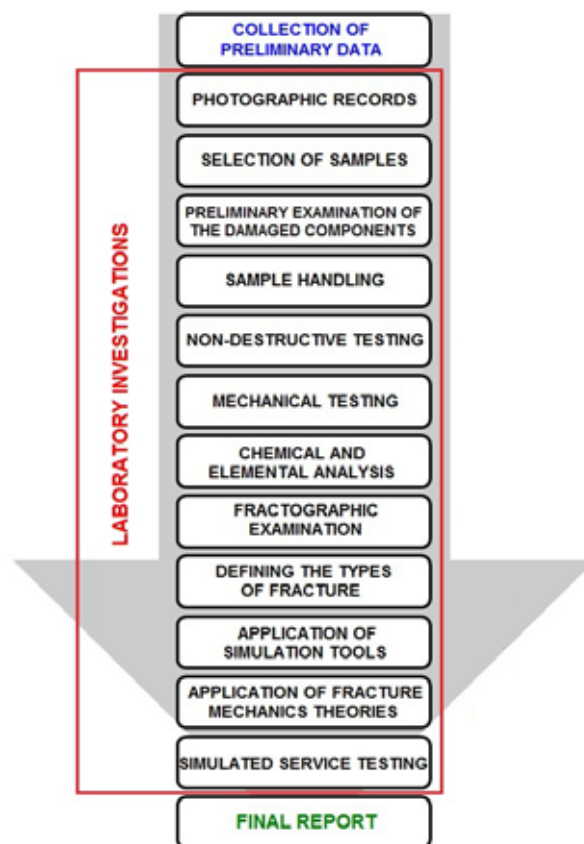 COLLECTION OF
PRELIMINARY DATA
PHOTOGRAPHIC RECORDS
SELECTION OF SAMPLES
PRELIMINARY EXAMINATION OF
THE DAMAGED COMPONENTS
SAMPLE HANDLING
NON-DESTRUCTIVE TESTING
MECHANICAL TESTING
CHEMICAL AND
ELEMENTAL ANALYSIS
FRACTOGRAPHIC
EXAMINATION
DEFINING THE TYPES
OF FRACTURE
APPLICATION OF
SIMULATION TOOLS
APPLICATION OF FRACTURE
MECHANICS THEORIES
SIMULATED SERVICE TESTING
LABORATORY INVESTIGATIONS
FINAL REPORT